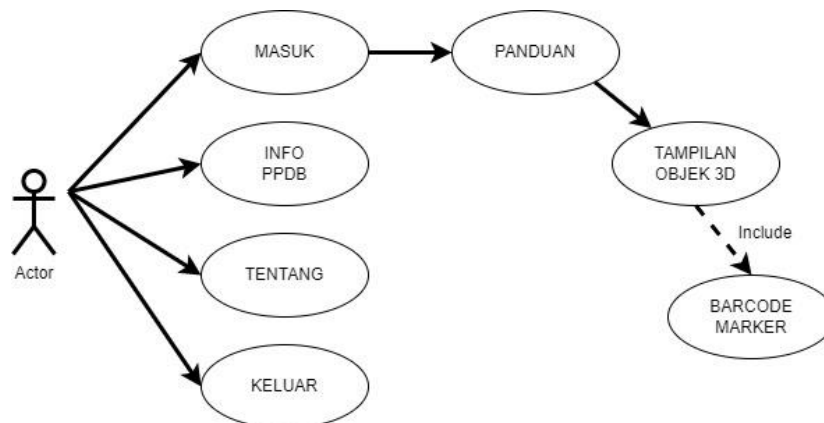 MASUK
PANDUAN
INFO
PPDB
TAMPILAN
OBJEK 3D
Actor
Include
TENTANG
BARCODE
MARKER
KELUAR